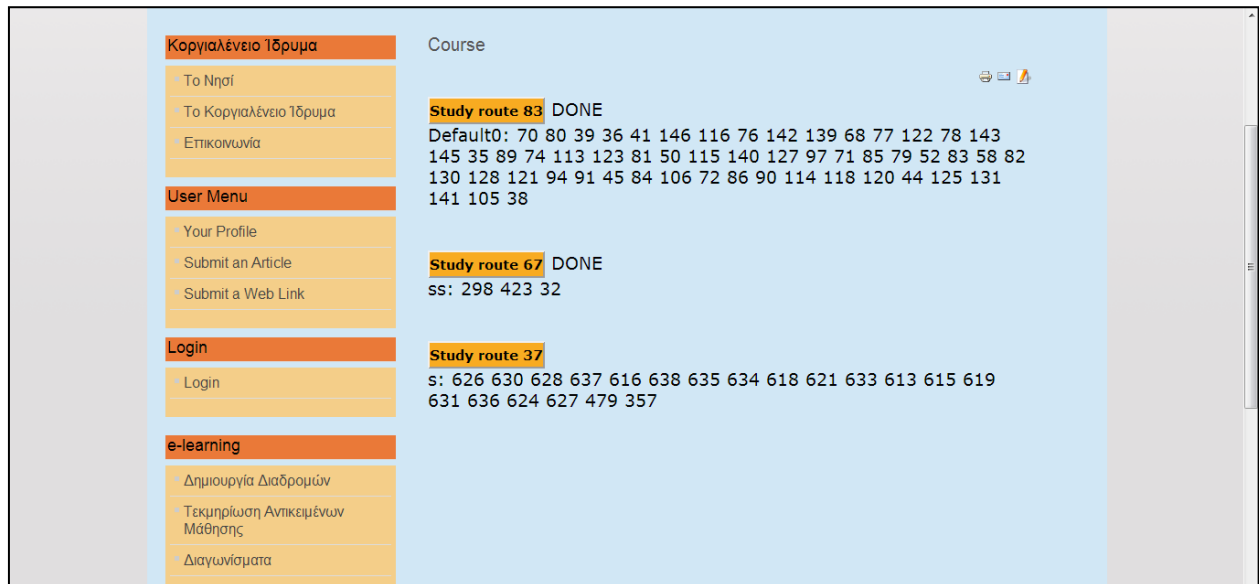 Κοργιαλένειο Ίδρυμα
Το Νησί
Το Κοργιαλένειο Ίδρυμα
Επικοινωνία
User Menu
Your Profile
Submit an Article
Submit a Web Link
Login
Login
e-learning
Δημιουργία Διαδρομών
Τεκμηρίωση Αντικειμένων
Μάθησης
Διαγωνίσματα
Course
Study route 83 DONE
Default0: 70 80 39 36 41 146 116 76 142 139 68 77 122 78 143
145 35 89 74 113 123 81 50 115 140 127 97 71 85 79 52 83 58 82
130 128 121 94 91 45 84 106 72 86 90 114 118 120 44 125 131
141 105 38
Study route 67 DONE
ss: 298 423 32
Study route 37
s: 626 630 628 637 616 638 635 634 618 621 633 613 615 619
631 636 624 627 479 357